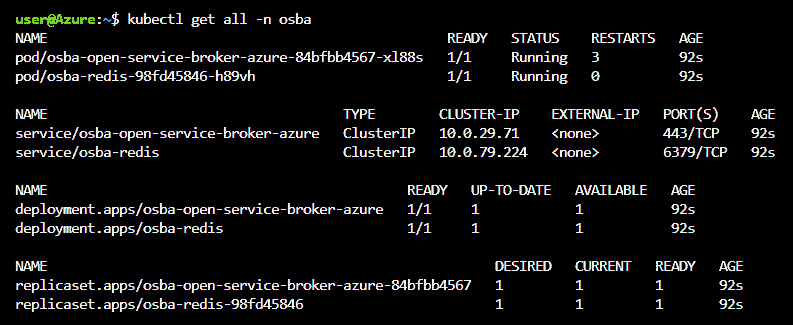 user@Azure:~$ kubectl get all -n osba
NAME READY STATUS RESTARTS AGE
pod/osba-open-service-broker-azure-84bfbb4567-xl88s 1/1 Running 3 92s
pod/osba-redis-98fd45846-h89vh 1/1 Running 0 92s
NAME TYPE CLUSTER-IP EXTERNAL-IP PORT(S) AGE
service/osba-open-service-broker-azure ClusterIP 10.0.29.71 <none> 443/TCP 92s
service/osba-redis ClusterIP 10.0.79.224 <none> 6379/TCP 92s
NAME READY UP-TO-DATE AVAILABLE AGE
deployment.apps/osba-open-service-broker-azure 1/1 1 1 92s
deployment.apps/osba-redis 1/1 1 1 92s
NAME DESIRED CURRENT READY AGE
replicaset.apps/osba-open-service-broker-azure-84bfbb4567 1 1 1 92s
replicaset.apps/osba-redis-98fd45846 1 1 1 92s